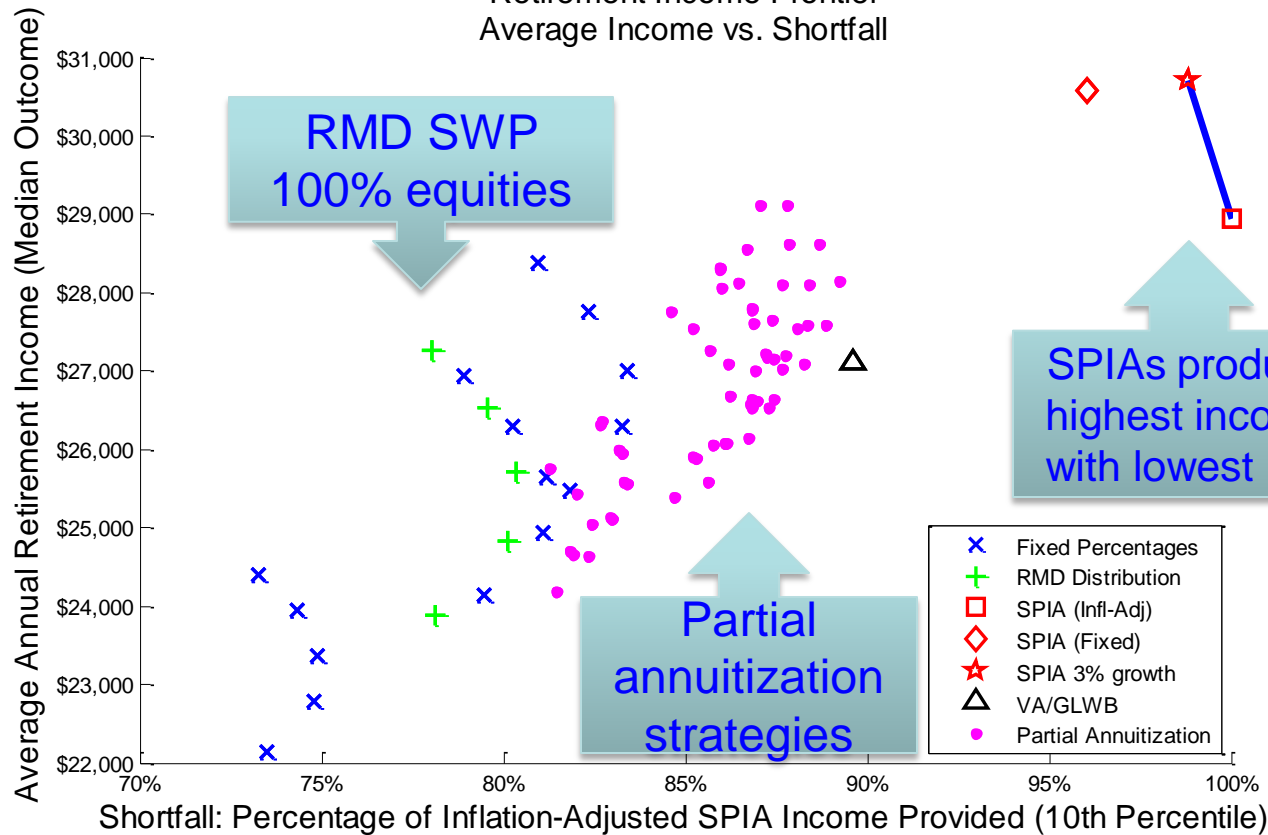 Average Income vs. Shortfall
Average Annual Retirement Income (Median Outcome)
$31,000
$30,000
$29,000
$28,000
$27,000
$26,000
$25,000
$24,000
$23,000
$22,000
RMD SWP
100% equities
SPIAs
with lowest
Partial
annuitization
strategies
Fixed Percentages
RMD Distribution
SPIA (Infl-Adj)
SPIA (Fixed)
SPIA 3% growth
VA/GLWB
Partial Annuitization
70%
75%
80%
85%
90%
95%
100%
Shortfall: Percentage of Inflation-Adjusted SPIA Income Provided (10th Percentile)